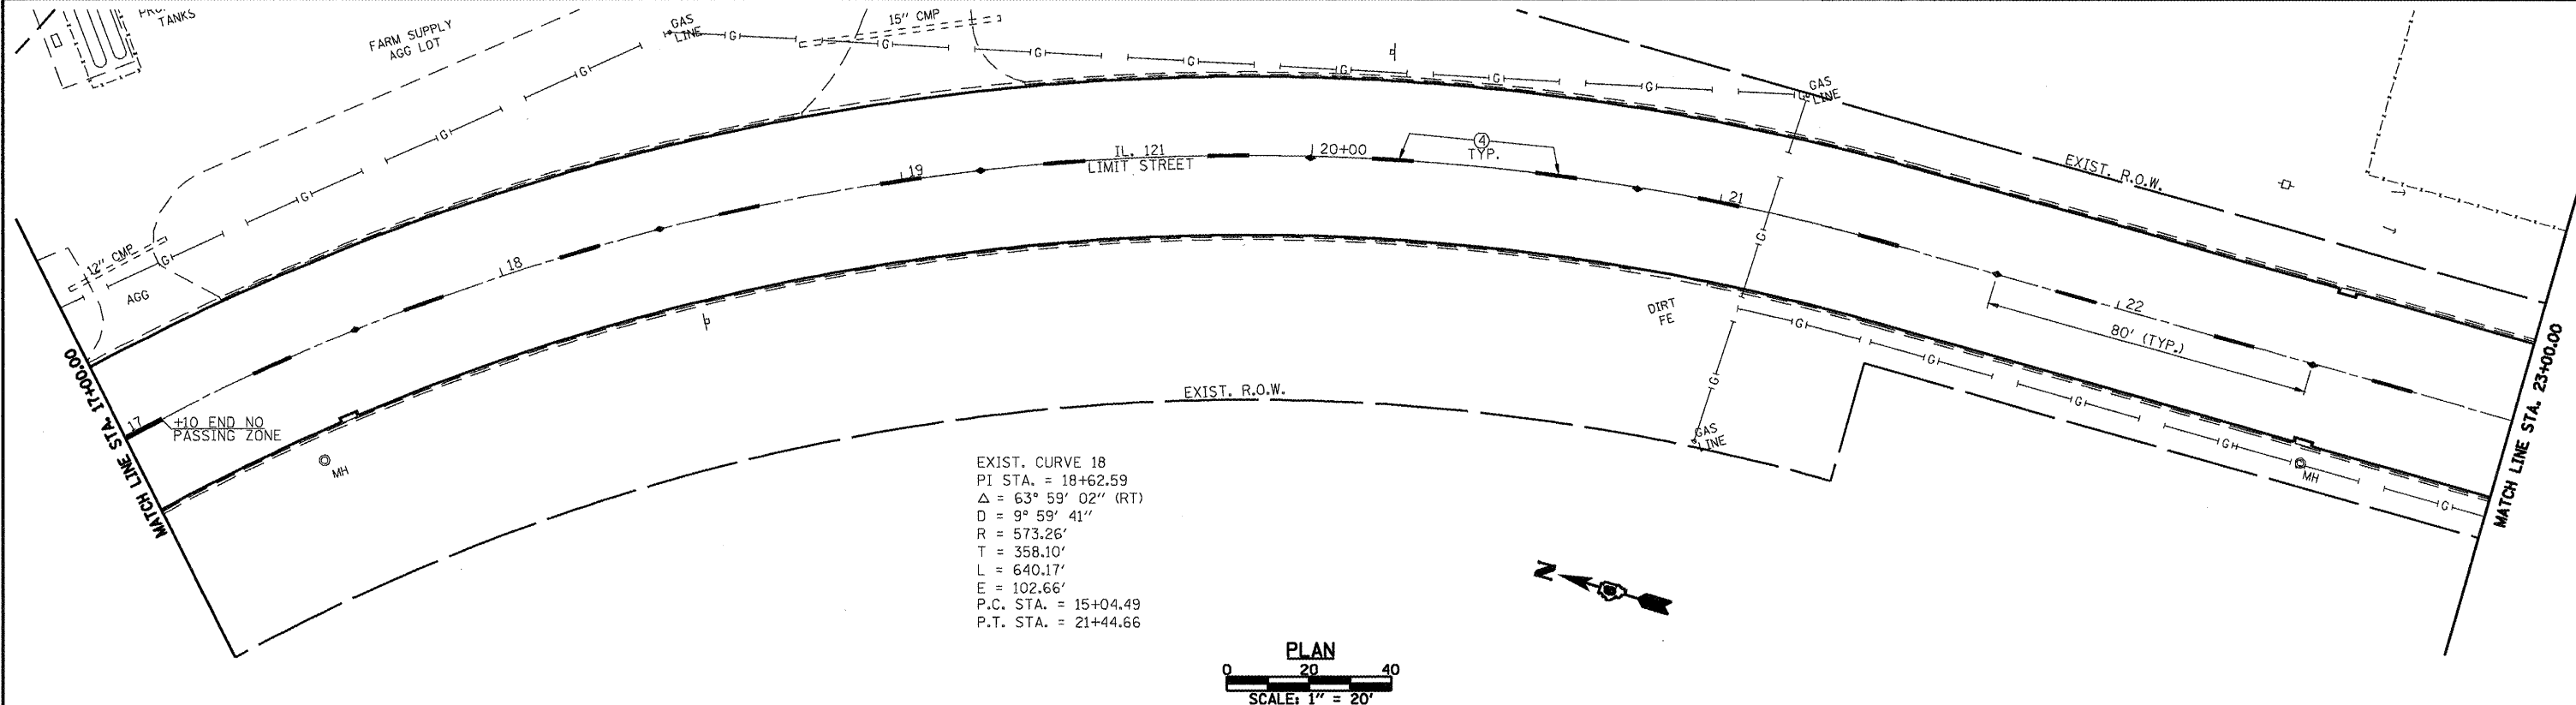 TANKS
FARM SUPPLY
AGG LOT
GAS
LINE
15" CMP
G G G G G G G G
GAS
LINE
G G G G
12" CMP
G
AGG
MATCH LINE STA. 17+00.00
17
+10 END NO
PASSING ZONE
MH
18
19
IL. 121
LIMIT STREET
20+00
4
TYP.
21
22
80' (TYP.)
EXIST. R.O.W.
MATCH LINE STA. 23+00.00
G
DIRT
FE
G G G G G G
G
GAS
LINE
MH
EXIST. R.O.W.
EXIST. CURVE 18
PI STA. = 18+62.59
Δ = 63° 59' 02" (RT)
D = 9° 59' 41"
R = 573.26'
T = 358.10'
L = 640.17'
E = 102.66'
P.C. STA. = 15+04.49
P.T. STA. = 21+44.66
N
PLAN
0 20 40
SCALE: 1" = 20'